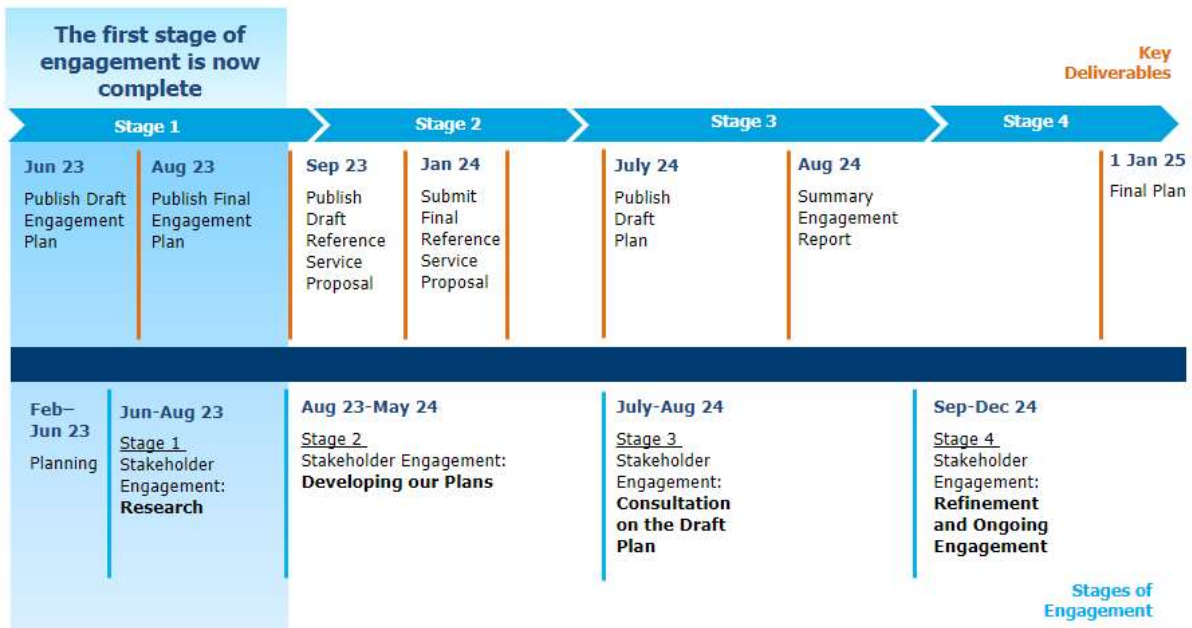 The first stage of
engagement is now
complete
Key
Deliverables
Stage 1
Stage 2
Stage 3
Stage 4
Jun 23
Publish Draft
Engagement
Plan
Aug 23
Publish Final
Engagement
Plan
Sep 23
Publish
Draft
Reference
Service
Proposal
Jan 24
Submit
Final
Reference
Service
Proposal
July 24
Publish
Draft
Plan
Aug 24
Summary
Engagement
Report
1 Jan 25
Final Plan
Feb–
Jun 23
Planning
Jun-Aug 23
Stage 1
Stakeholder
Engagement:
Research
Aug 23-May 24
Stage 2
Stakeholder Engagement:
Developing our Plans
July-Aug 24
Stage 3
Stakeholder
Engagement:
Consultation
on the Draft
Plan
Sep-Dec 24
Stage 4
Stakeholder
Engagement:
Refinement
and Ongoing
Engagement
Stages of
Engagement